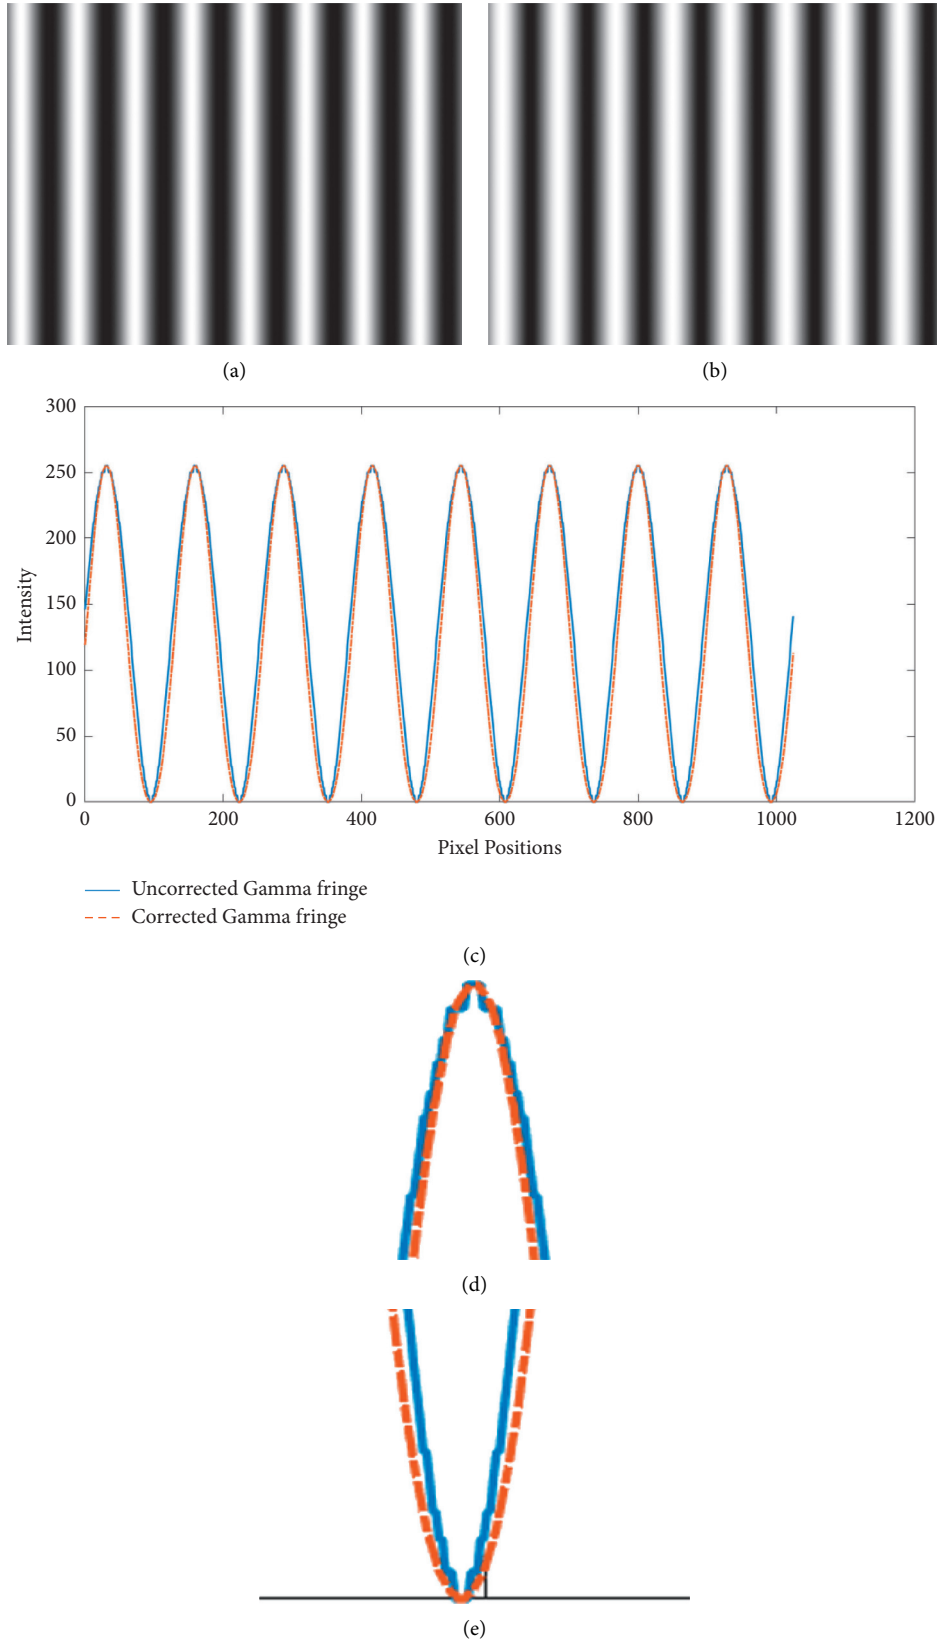 (a)
(b)
300
250
200
150
100
50
0
Intensity
0
200
400
600
800
1000
1200
Pixel Positions
Uncorrected Gamma fringe
Corrected Gamma fringe
(c)
(d)
(e)